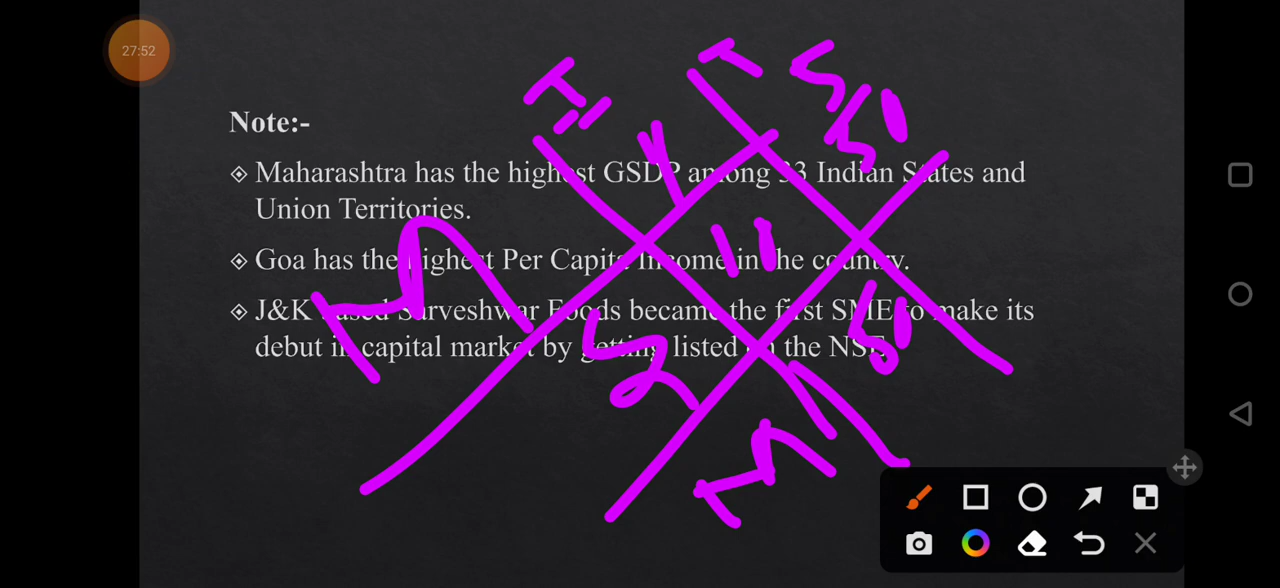 27:52
Note:-
Maharashtra has the highest GSDP among 33 Indian States and
Union Territories.
Goa has the highest Per Capita Income in the country.
J&K based Sarveshwar Foods became the first SME to make its
debut in capital market by getting listed on the NSE